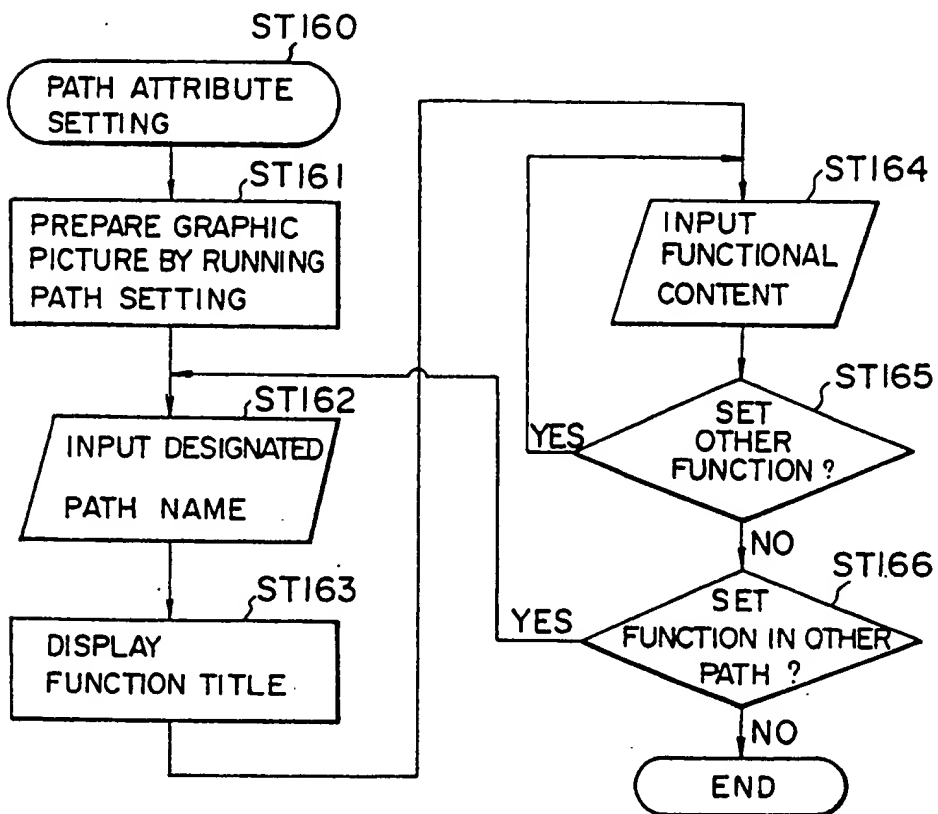 ST160
PATH ATTRIBUTE
SETTING
ST161
PREPARE GRAPHIC
PICTURE BY RUNNING
PATH SETTING
ST162
INPUT DESIGNATED
PATH NAME
ST163
DISPLAY
FUNCTION TITLE
ST164
INPUT
FUNCTIONAL
CONTENT
ST165
SET
OTHER
FUNCTION?
YES
NO
ST166
SET
FUNCTION IN OTHER
PATH ?
YES
NO
END